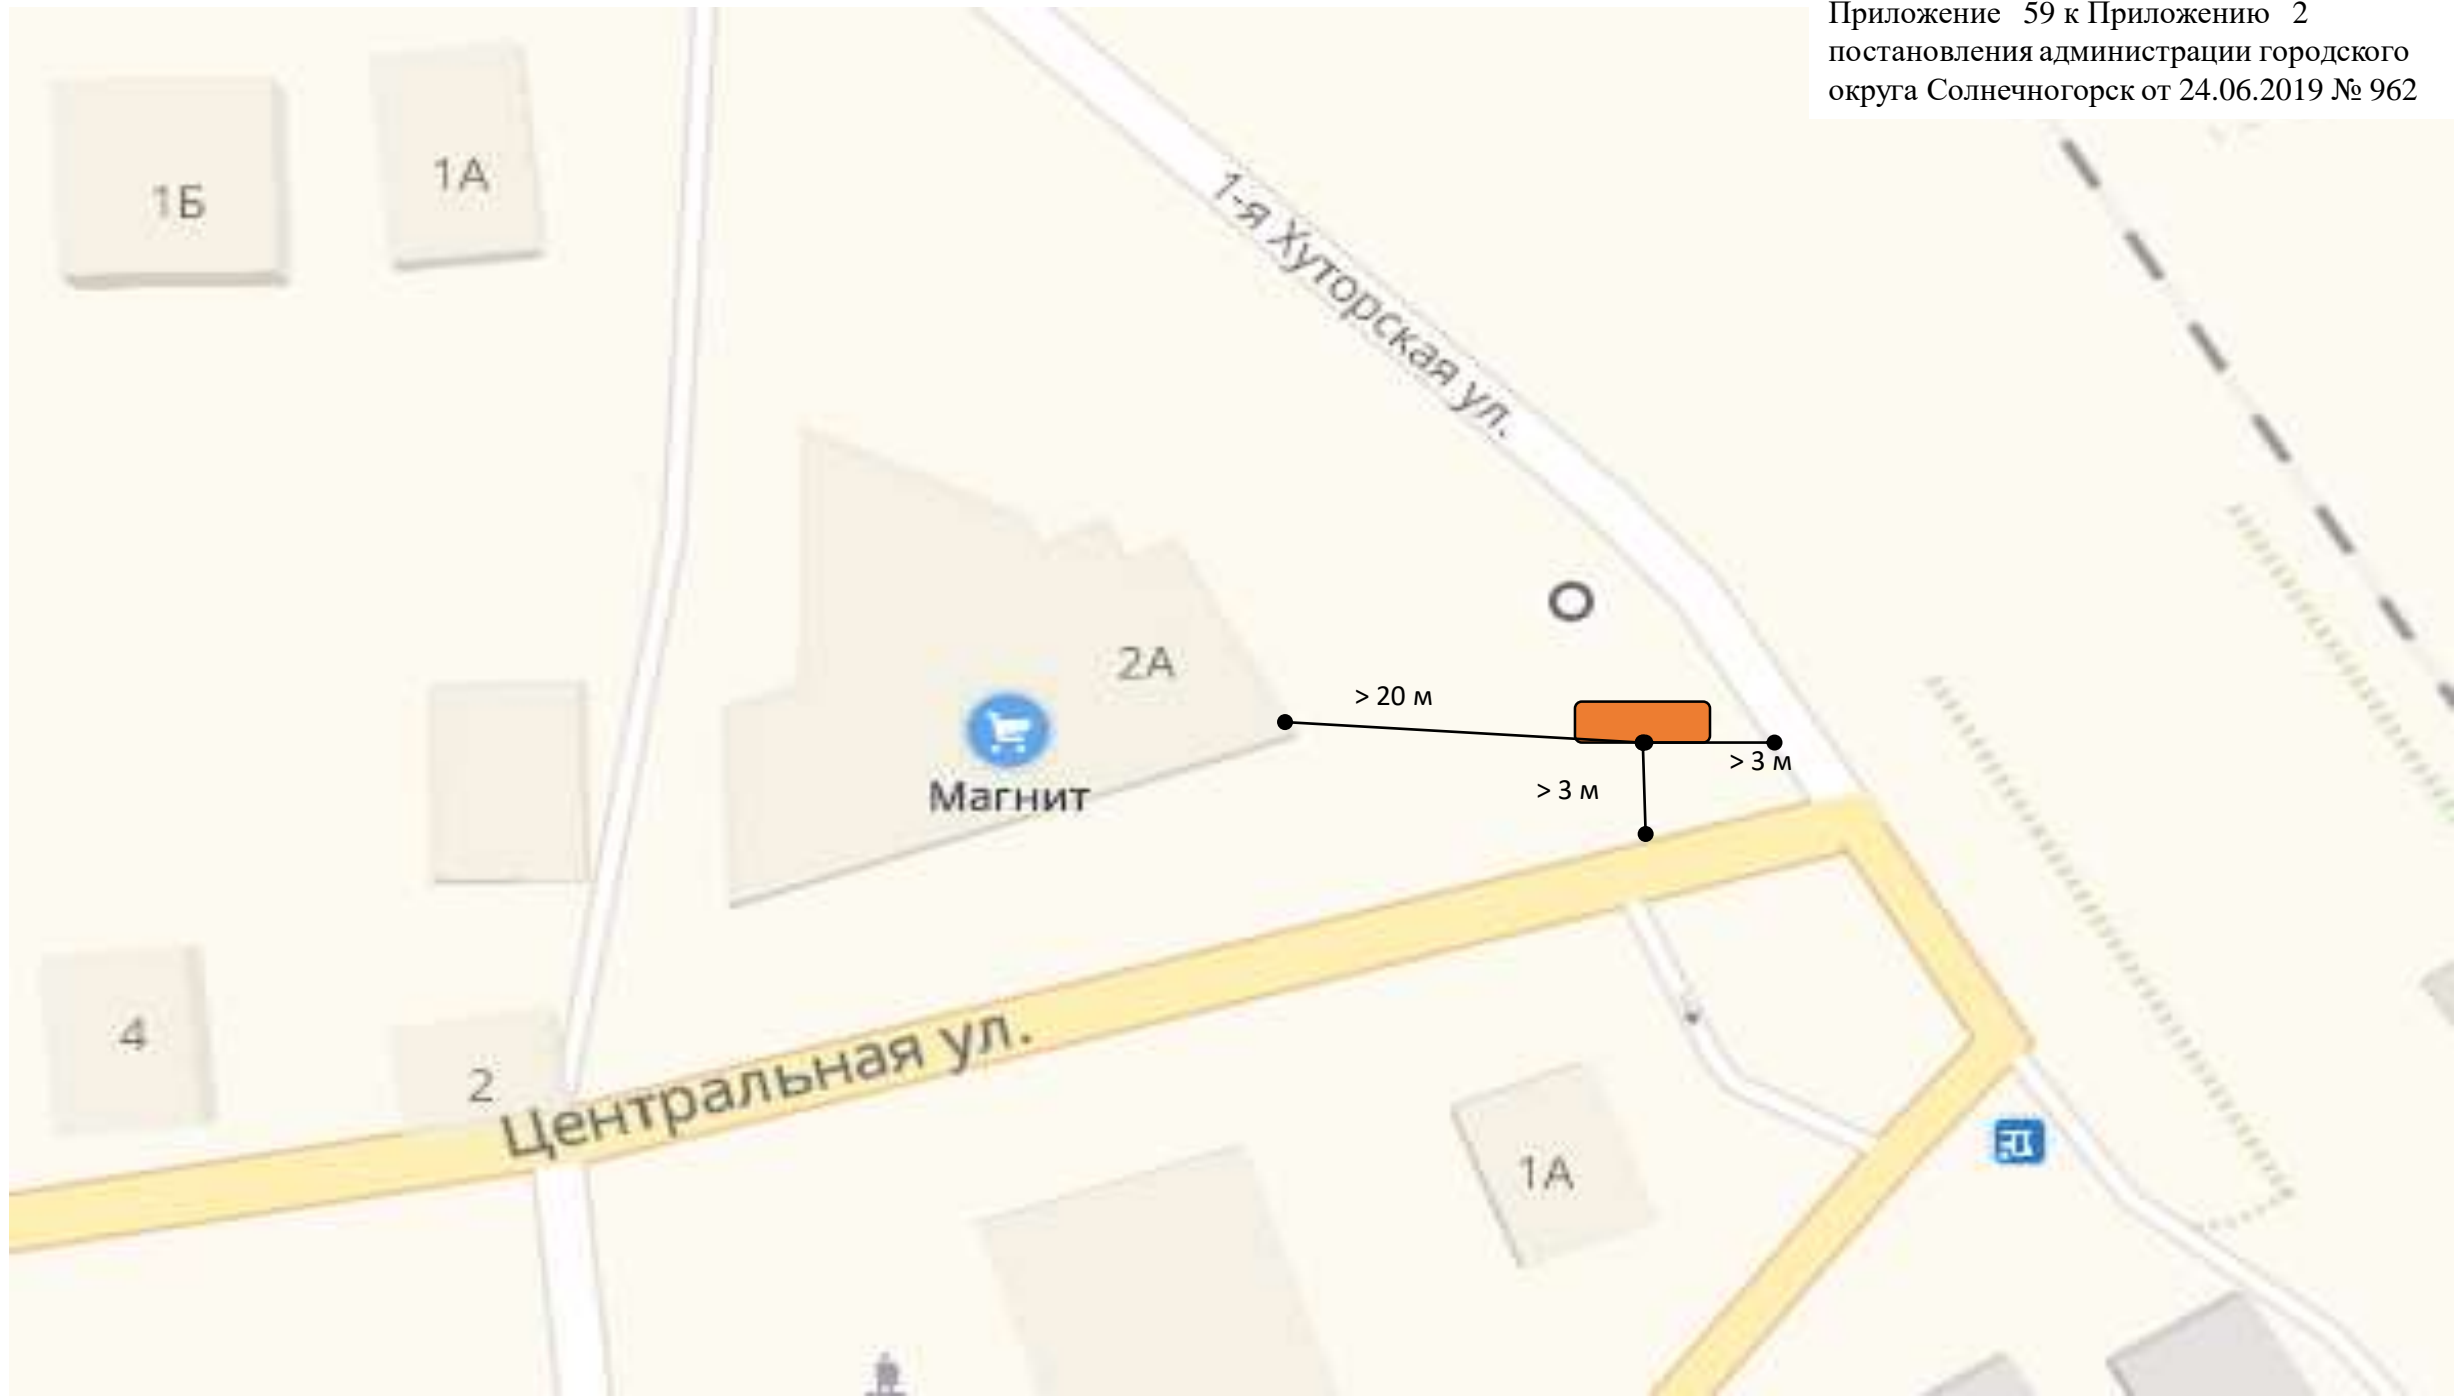 Приложение 59 к Приложению 2
постановления администрации городского
округа Солнечногорск от 24.06.2019 № 962
1Б
1А
1-я Хуторская ул.
2А
> 20 м
> 3 м
> 3 м
Магнит
4
2
Центральная ул.
1А